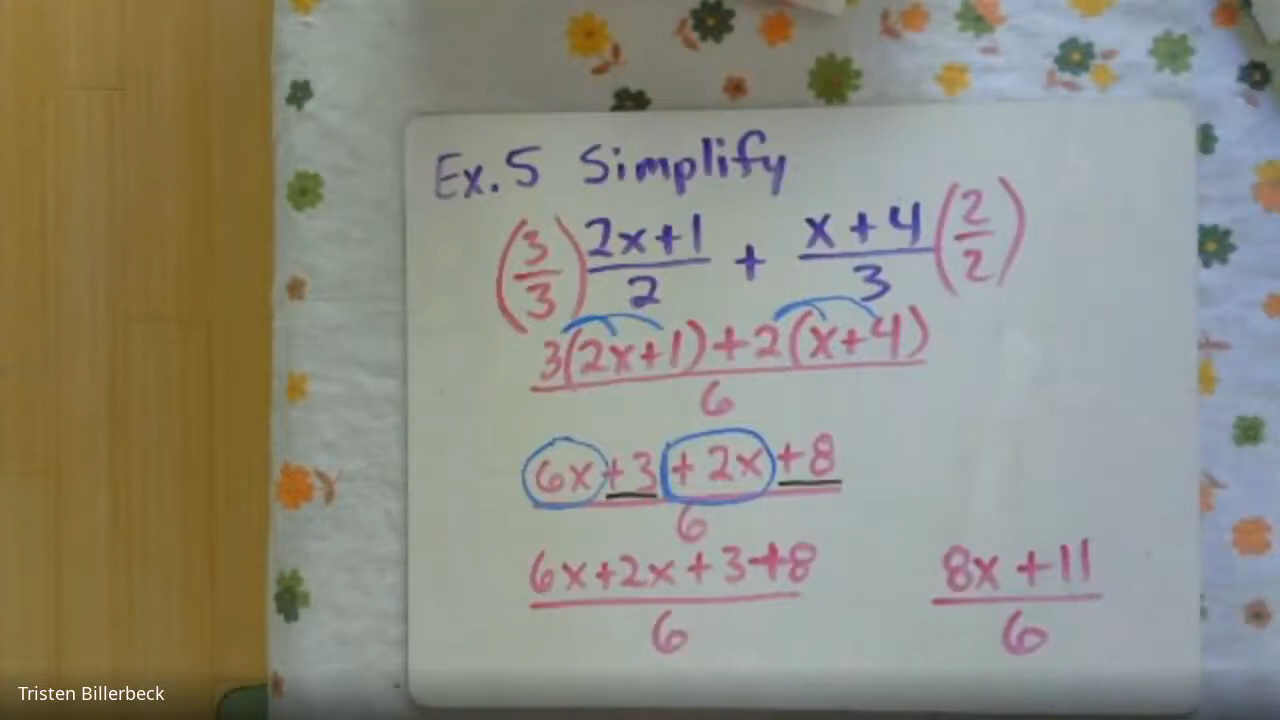 Ex.5 Simplify
(3/3) 2x+1/2 + x+4/3 (2/2)
3(2x+1)+2(x+4)
6
6x+3+2x+8
6
6x+2x+3+8
6
8x+11
6
Tristen Billerbeck